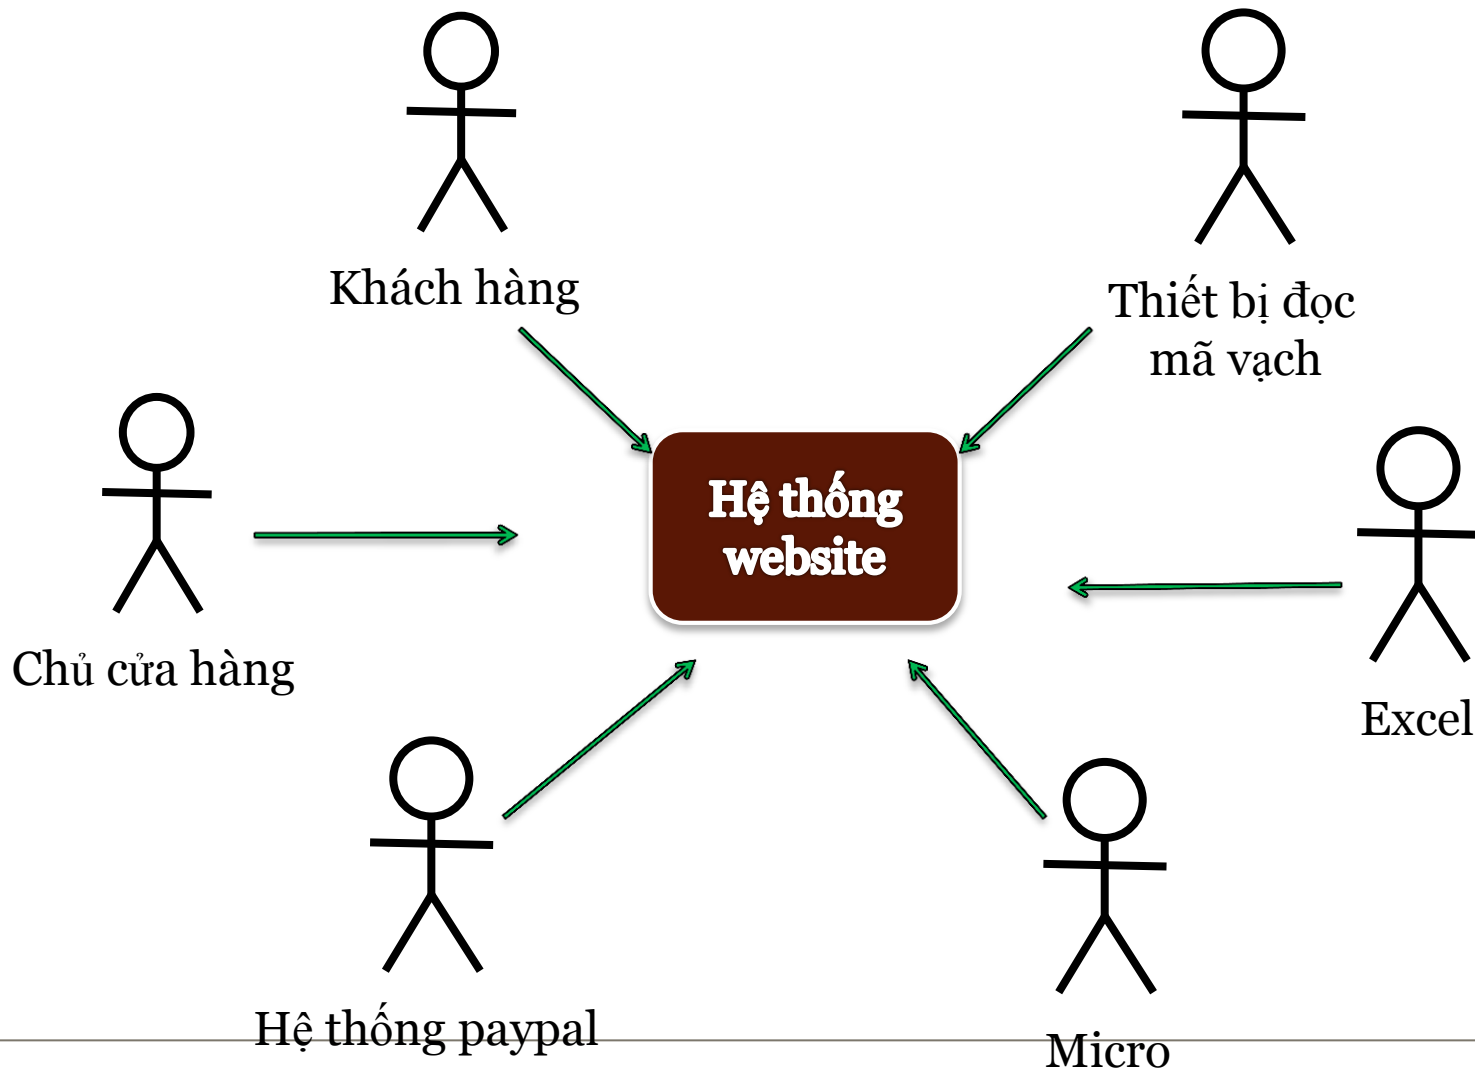 Khách hàng
Thiết bị đọc
mã vạch
Hệ thống
website
Chủ cửa hàng
Excel
Hệ thống paypal
Micro